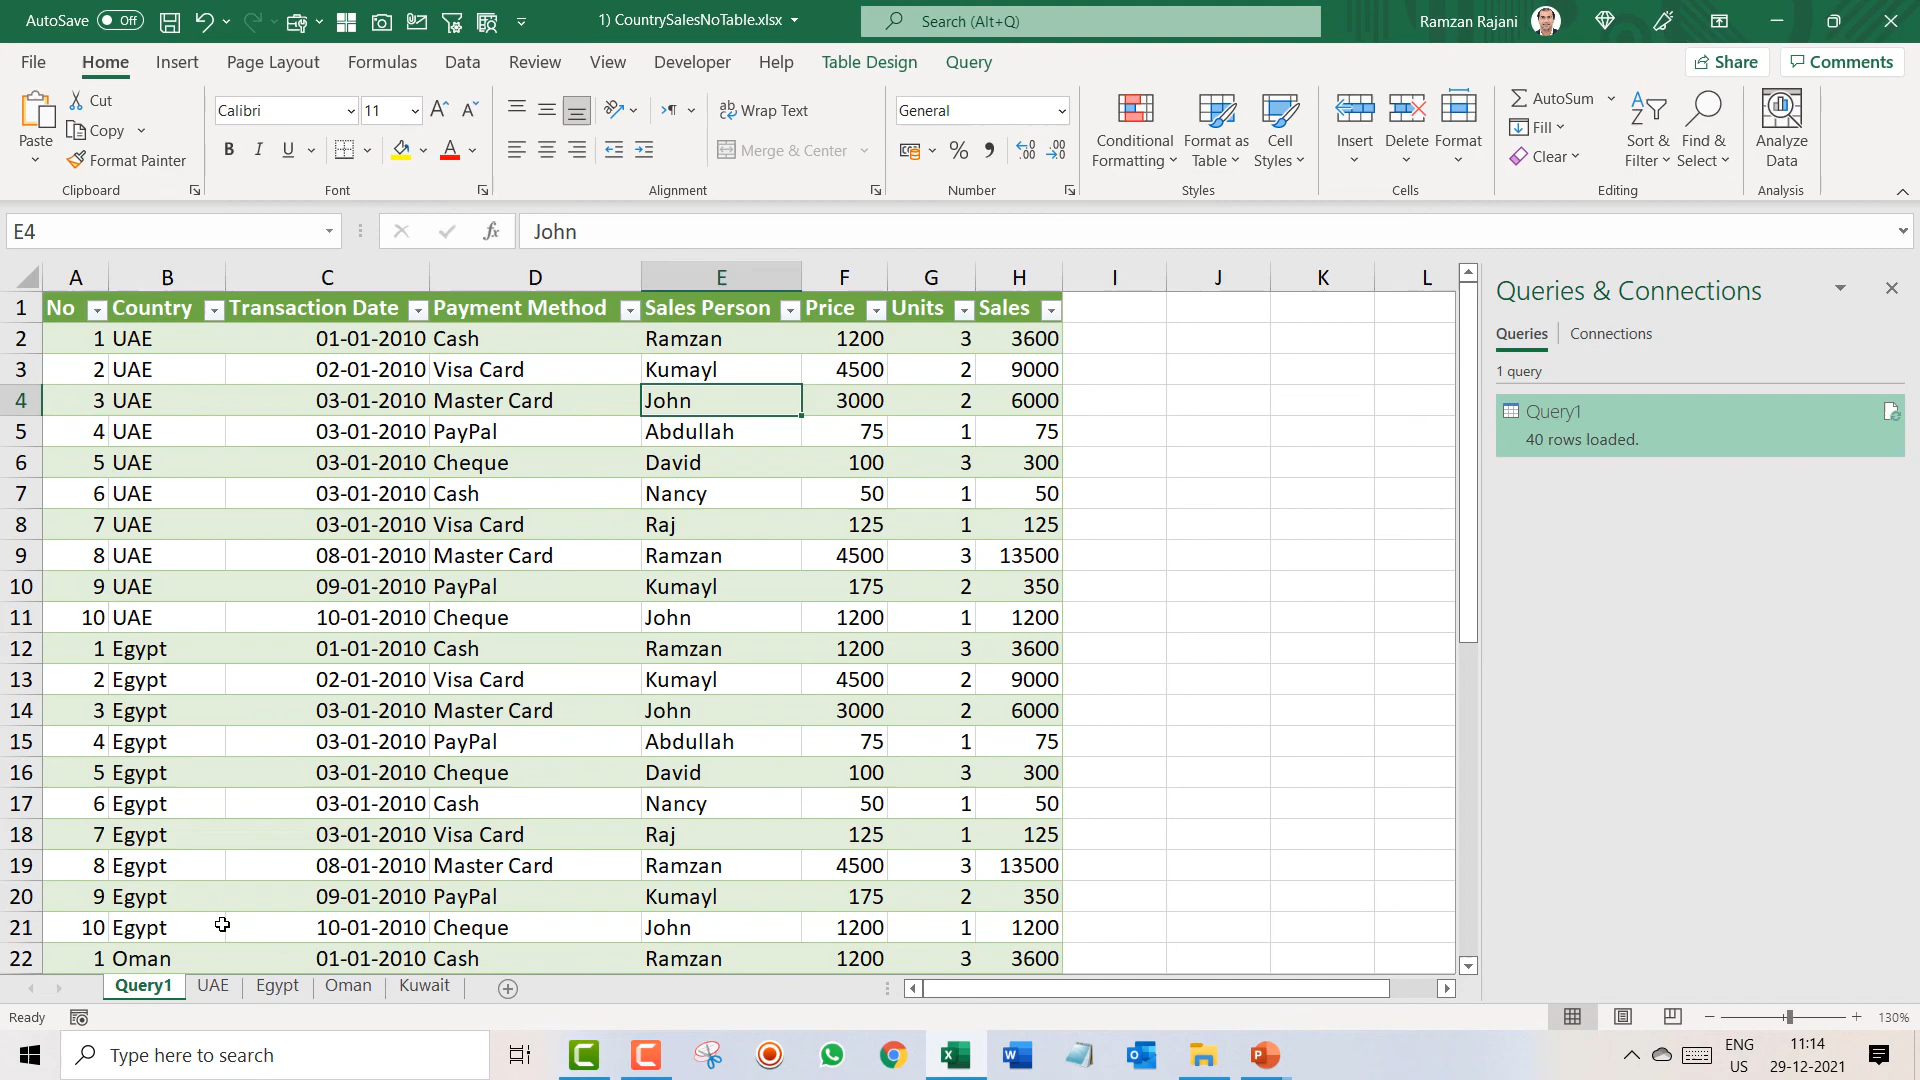 AutoSave Off 1) CountrySalesNoTable.xlsx Search (Alt+Q) Ramzan Rajani
File Home Insert Page Layout Formulas Data Review View Developer Help Table Design Query Share Comments
Paste Cut Copy Format Painter
Calibri 11 Wrap Text Merge & Center General
B I U A
Conditional Formatting Format as Table Cell Styles Insert Delete Format AutoSum Fill Clear Sort & Filter Find & Select Analyze Data
Clipboard Font Alignment Number Styles Cells Editing Analysis
E4 fx John
A B C D E F G H I J K L
1 No Country Transaction Date Payment Method Sales Person Price Units Sales
2 1 UAE 01-01-2010 Cash Ramzan 1200 3 3600
3 2 UAE 02-01-2010 Visa Card Kumayl 4500 2 9000
4 3 UAE 03-01-2010 Master Card John 3000 2 6000
5 4 UAE 03-01-2010 PayPal Abdullah 75 1 75
6 5 UAE 03-01-2010 Cheque David 100 3 300
7 6 UAE 03-01-2010 Cash Nancy 50 1 50
8 7 UAE 03-01-2010 Visa Card Raj 125 1 125
9 8 UAE 08-01-2010 Master Card Ramzan 4500 3 13500
10 9 UAE 09-01-2010 PayPal Kumayl 175 2 350
11 10 UAE 10-01-2010 Cheque John 1200 1 1200
12 1 Egypt 01-01-2010 Cash Ramzan 1200 3 3600
13 2 Egypt 02-01-2010 Visa Card Kumayl 4500 2 9000
14 3 Egypt 03-01-2010 Master Card John 3000 2 6000
15 4 Egypt 03-01-2010 PayPal Abdullah 75 1 75
16 5 Egypt 03-01-2010 Cheque David 100 3 300
17 6 Egypt 03-01-2010 Cash Nancy 50 1 50
18 7 Egypt 03-01-2010 Visa Card Raj 125 1 125
19 8 Egypt 08-01-2010 Master Card Ramzan 4500 3 13500
20 9 Egypt 09-01-2010 PayPal Kumayl 175 2 350
21 10 Egypt 10-01-2010 Cheque John 1200 1 1200
22 1 Oman 01-01-2010 Cash Ramzan 1200 3 3600
Queries & Connections
Queries Connections
1 query
Query1
40 rows loaded.
Query1 UAE Egypt Oman Kuwait
Ready 130%
Type here to search
ENG US
11:14
29-12-2021